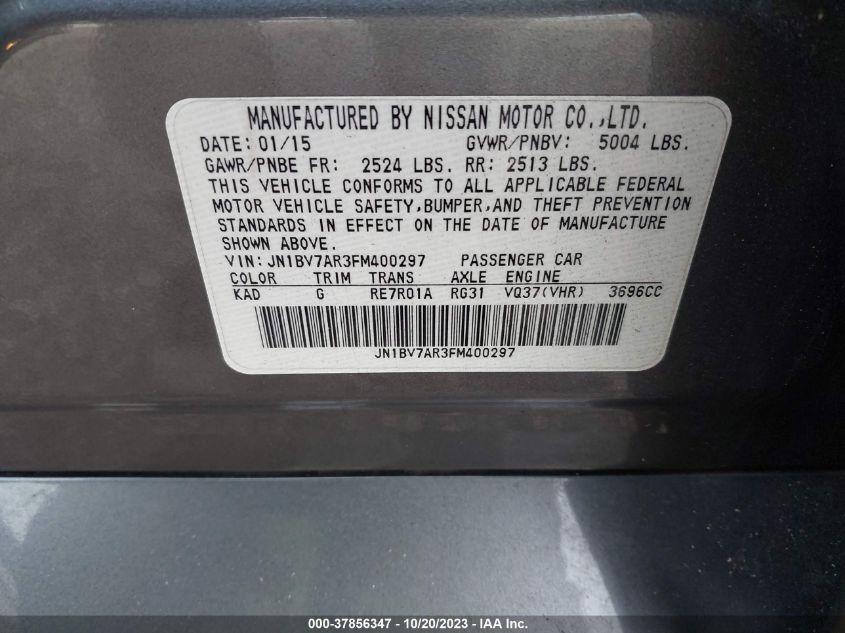 MANUFACTURED BY NISSAN MOTOR CO.,LTD.
DATE: 01/15 GVWR/PNBV: 5004 LBS.
GAWR/PNBE FR: 2524 LBS. RR: 2513 LBS.
THIS VEHICLE CONFORMS TO ALL APPLICABLE FEDERAL
MOTOR VEHICLE SAFETY,BUMPER,AND THEFT PREVENTION
STANDARDS IN EFFECT ON THE DATE OF MANUFACTURE
SHOWN ABOVE.
VIN:JN1BV7AR3FM400297 PASSENGER CAR
COLOR TRIM TRANS AXLE ENGINE
KAD G RE7R01A RG31 VQ37(VHR) 3696CC
JN1BV7AR3FM400297
000-37856347 - 10/20/2023 - IAA Inc.